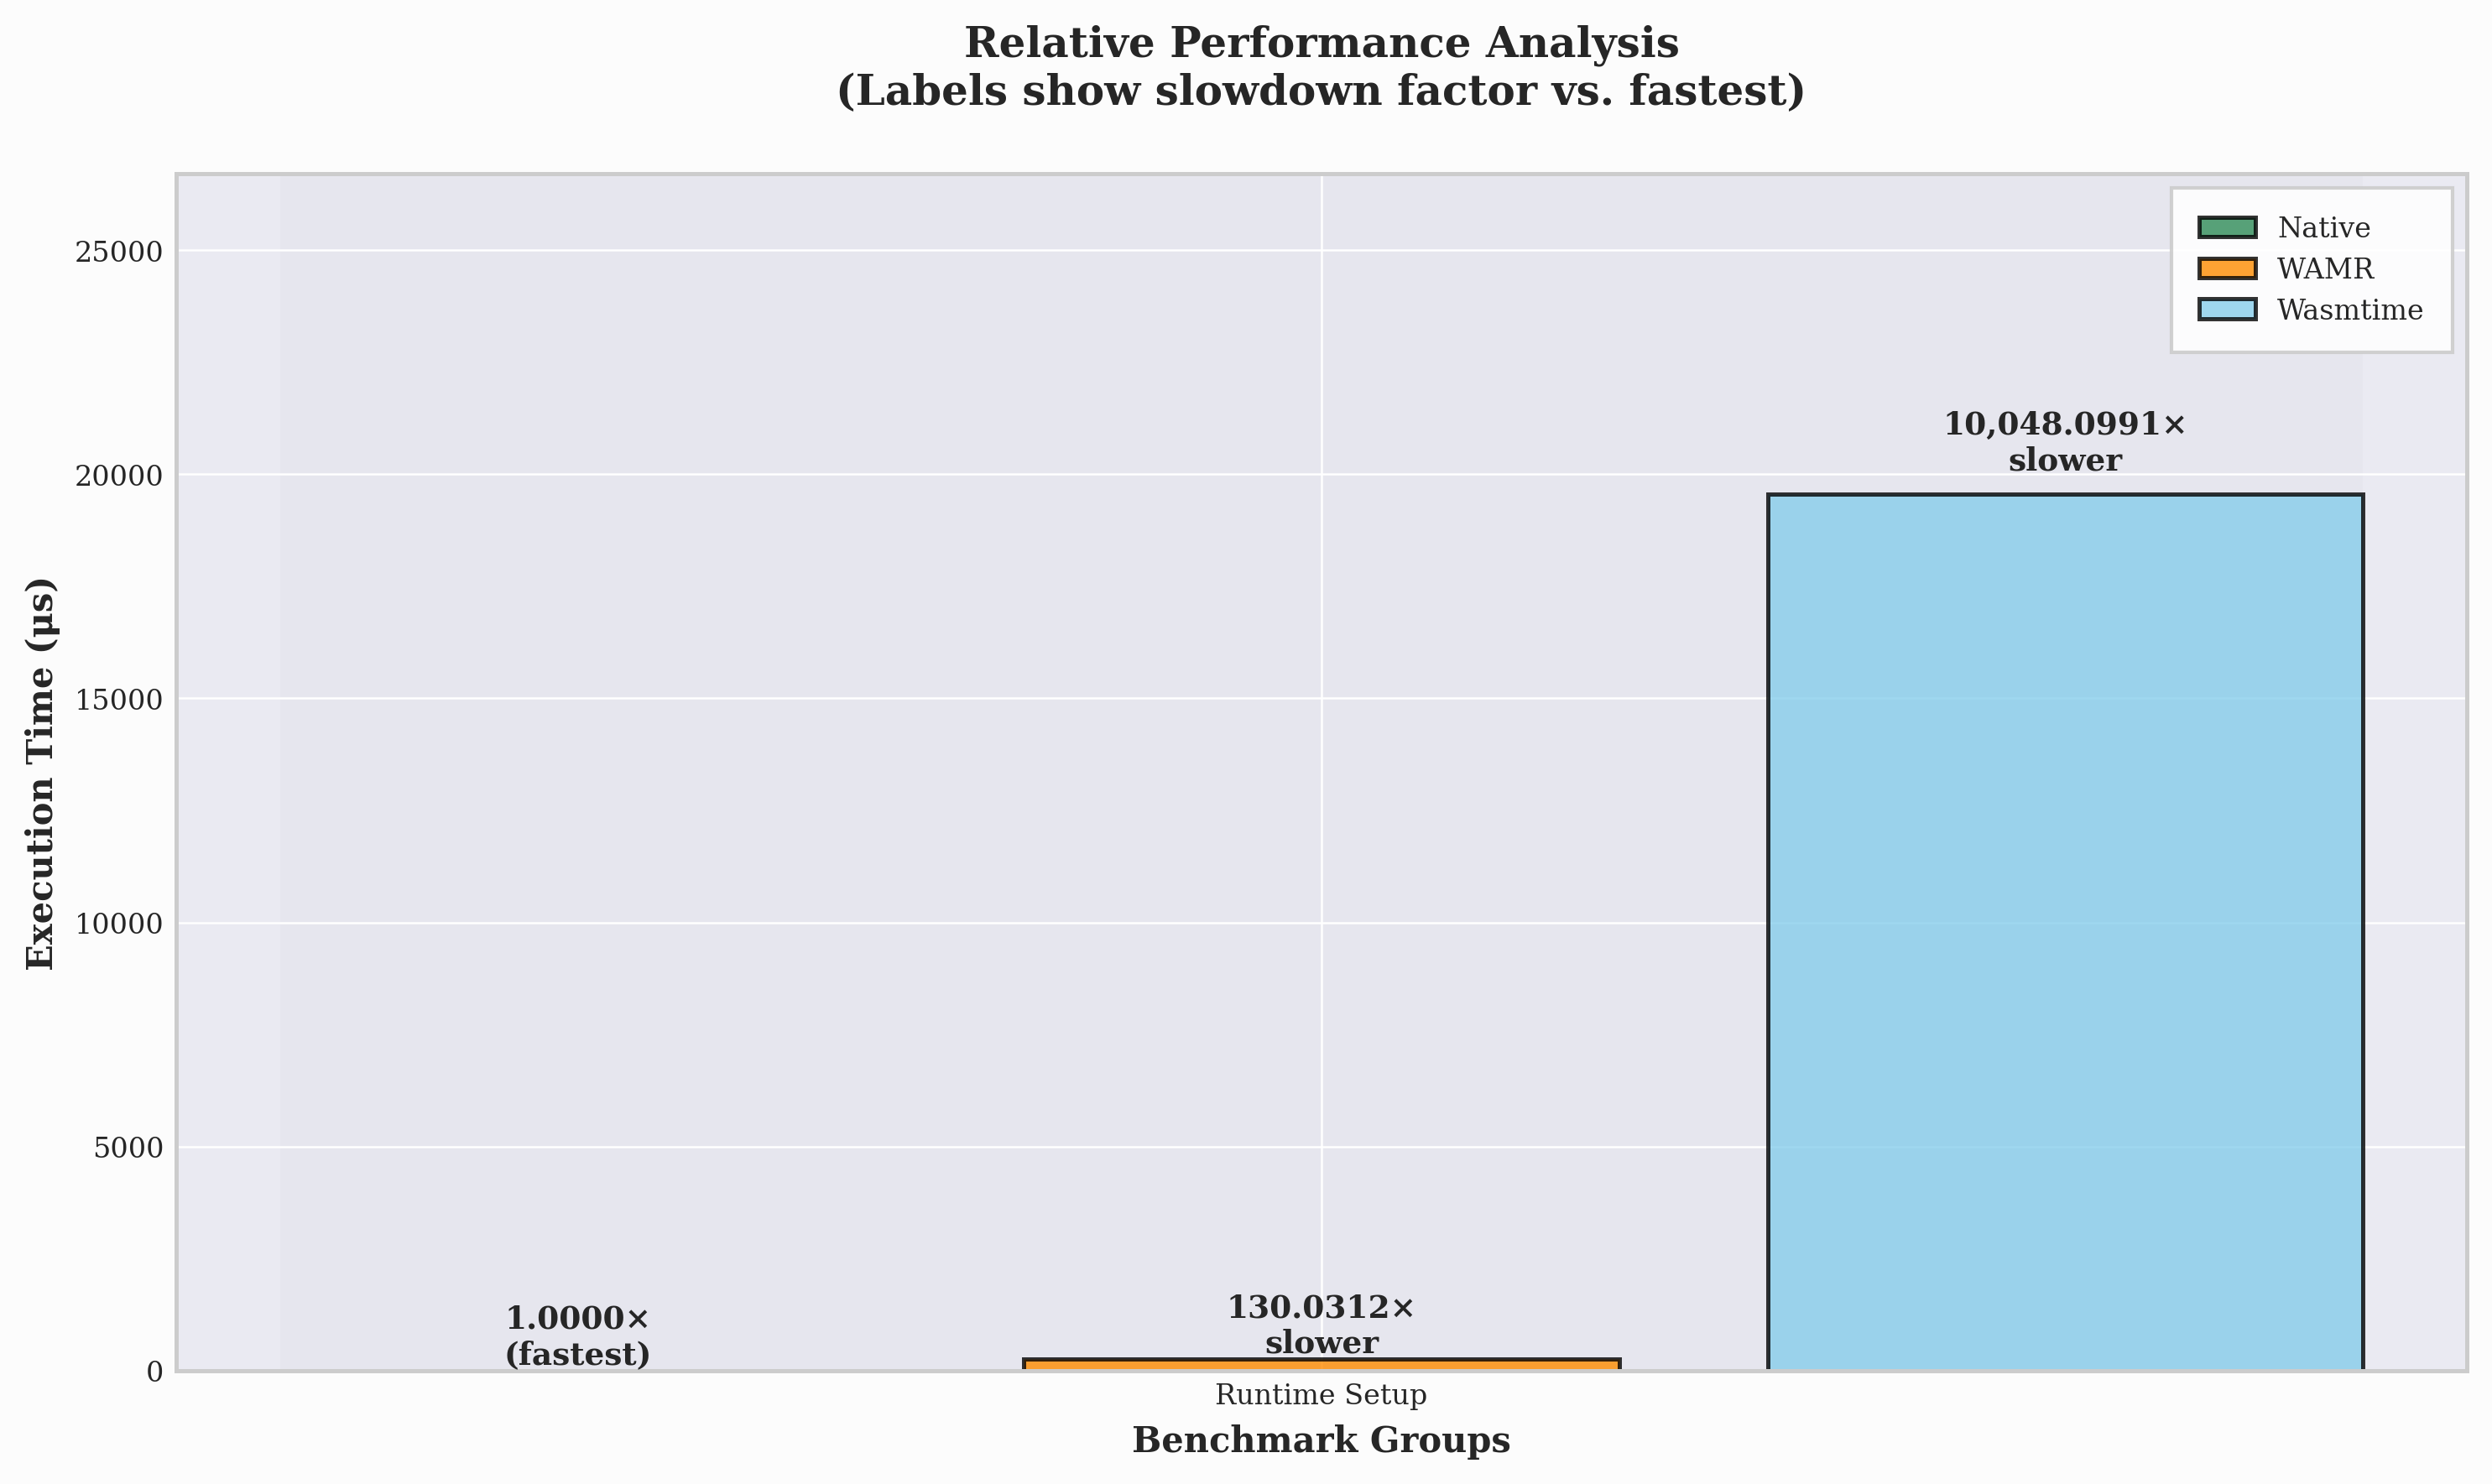 Relative Performance Analysis
(Labels show slowdown factor vs. fastest)
Native
WAMR
Wasmtime
25000
20000
15000
10000
5000
0
Execution Time (µs)
10,048.0991×
slower
130.0312×
slower
1.0000×
(fastest)
Runtime Setup
Benchmark Groups